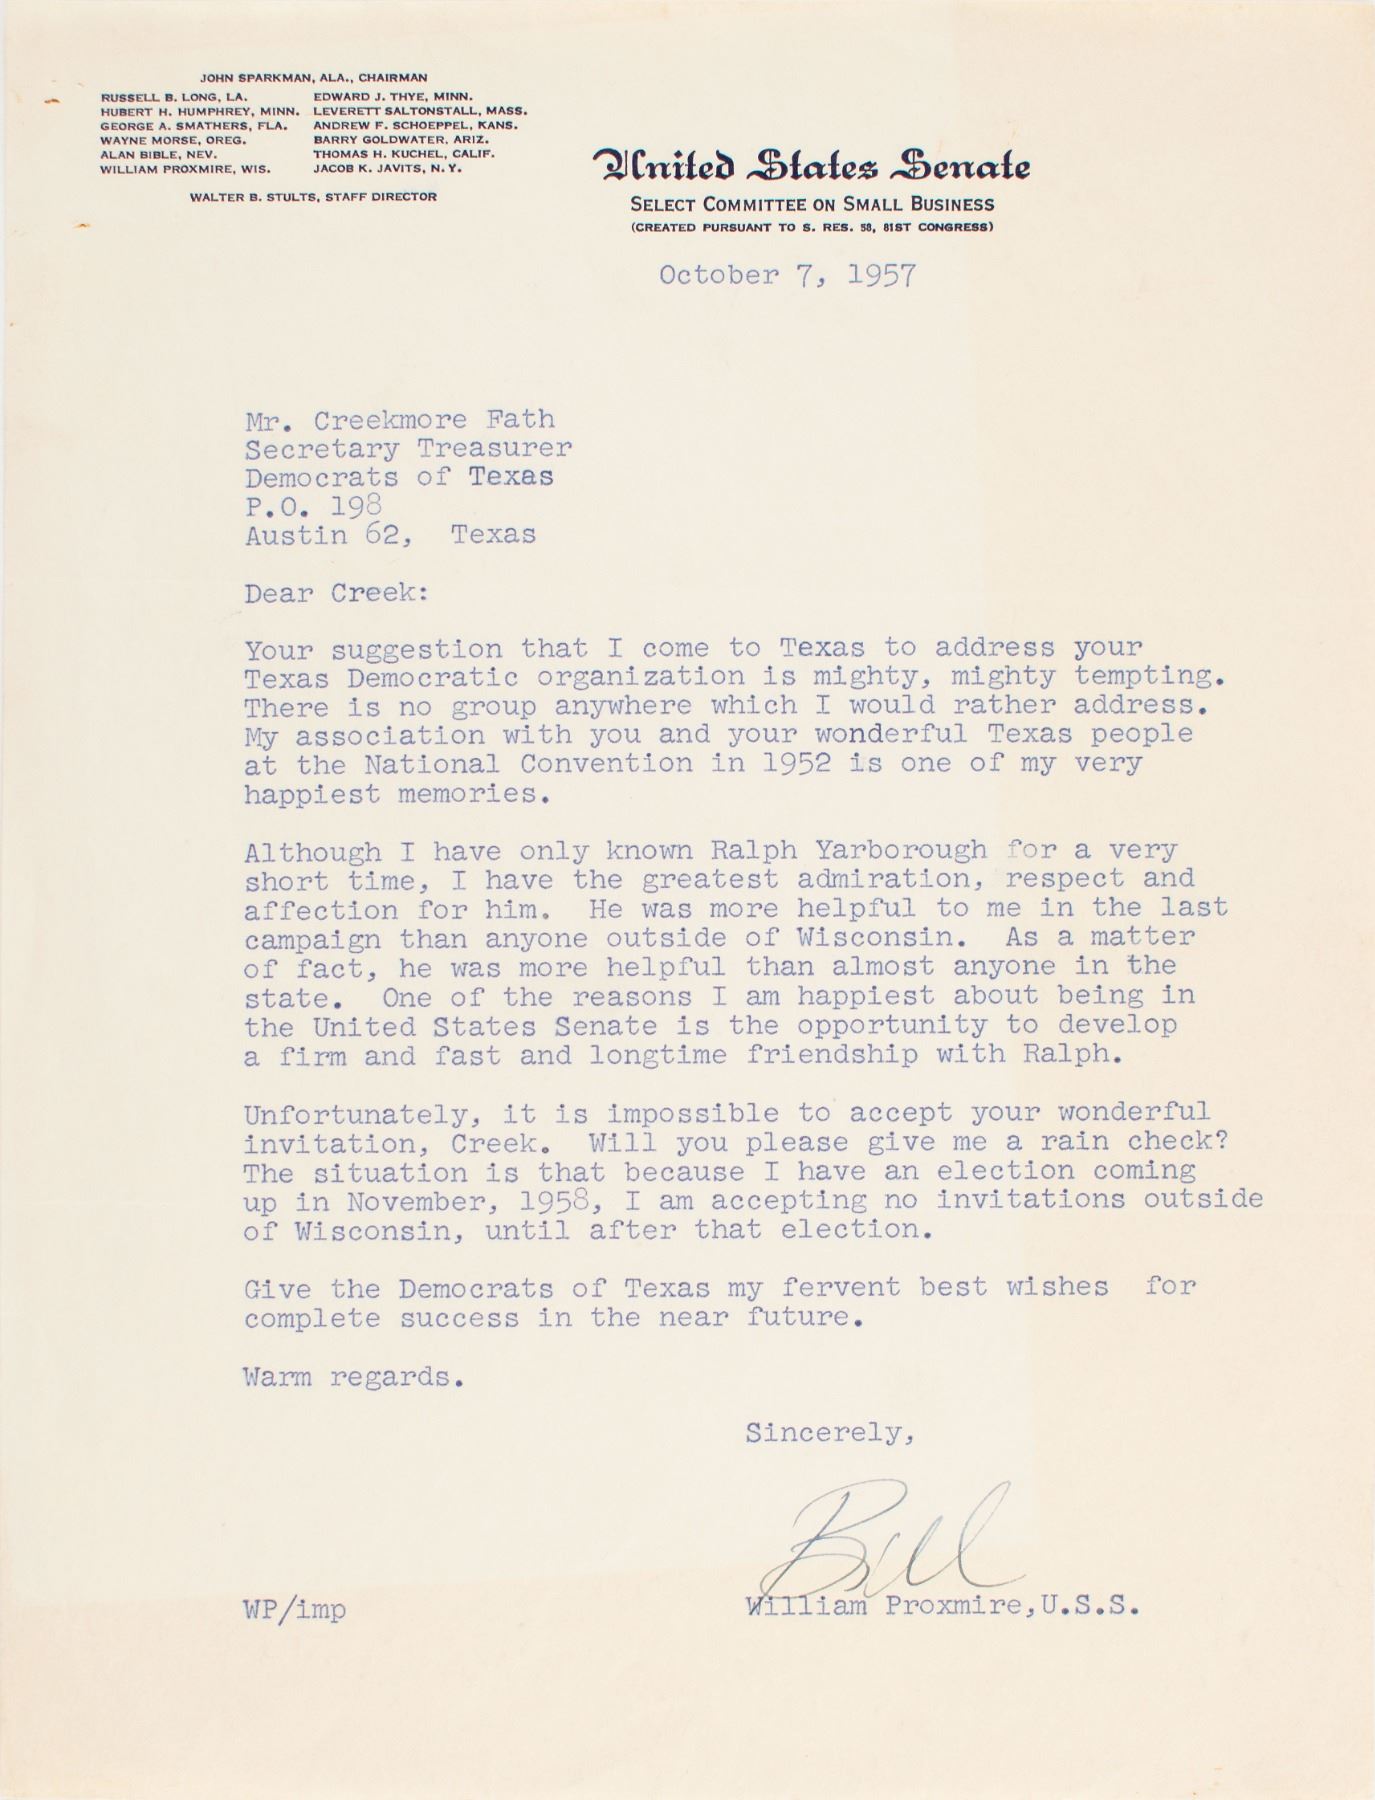 JOHN SPARKMAN, ALA., CHAIRMAN
RUSSELL B. LONG, LA. EDWARD J. THYE, MINN.
HUBERT H. HUMPHREY, MINN. LEVERETT SALTONSTALL, MASS.
GEORGE A. SMATHERS, FLA. ANDREW F. SCHOEPPEL, KANS.
WAYNE MORSE, OREG. BARRY GOLDWATER, ARIZ.
ALAN BIBLE, NEV. THOMAS H. KUCHEL, CALIF.
WILLIAM PROXMIRE, WIS. JACOB K. JAVITS, N.Y.
WALTER B. STULTS, STAFF DIRECTOR
United States Senate
SELECT COMMITTEE ON SMALL BUSINESS
(CREATED PURSUANT TO S. RES. 58, 81ST CONGRESS)
October 7, 1957
Mr. Creekmore Fath
Secretary Treasurer
Democrats of Texas
P.O. 198
Austin 62, Texas
Dear Creek:
Your suggestion that I come to Texas to address your
Texas Democratic organization is mighty, mighty tempting.
There is no group anywhere which I would rather address.
My association with you and your wonderful Texas people
at the National Convention in 1952 is one of my very
happiest memories.
Although I have only known Ralph Yarborough for a very
short time, I have the greatest admiration, respect and
affection for him. He was more helpful to me in the last
campaign than anyone outside of Wisconsin. As a matter
of fact, he was more helpful than almost anyone in the
state. One of the reasons I am happiest about being in
the United States Senate is the opportunity to develop
a firm and fast and longtime friendship with Ralph.
Unfortunately, it is impossible to accept your wonderful
invitation, Creek. Will you please give me a rain check?
The situation is that because I have an election coming
up in November, 1958, I am accepting no invitations outside
of Wisconsin, until after that election.
Give the Democrats of Texas my fervent best wishes for
complete success in the near future.
Warm regards.
Sincerely,
Bill
WP/imp William Proxmire,U.S.S.